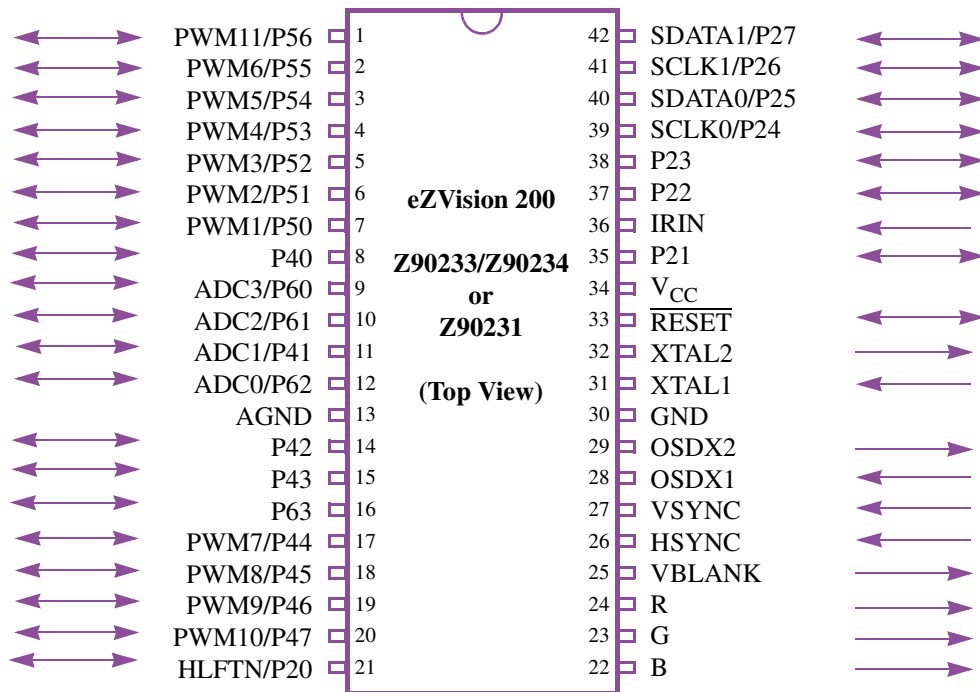 PWM11/P56 1 42 SDATA1/P27
PWM6/P55 2 41 SCLK1/P26
PWM5/P54 3 40 SDATA0/P25
PWM4/P53 4 39 SCLK0/P24
PWM3/P52 5 38 P23
PWM2/P51 6 eZVision 200 37 P22
PWM1/P50 7 36 IRIN
P40 8 Z90233/Z90234 35 P21
ADC3/P60 9 or 34 VCC
ADC2/P61 10 Z90231 33 RESET
ADC1/P41 11 32 XTAL2
ADC0/P62 12 (Top View) 31 XTAL1
AGND 13 30 GND
P42 14 29 OSDX2
P43 15 28 OSDX1
P63 16 27 VSYNC
PWM7/P44 17 26 HSYNC
PWM8/P45 18 25 VBLANK
PWM9/P46 19 24 R
PWM10/P47 20 23 G
HLFTN/P20 21 22 B